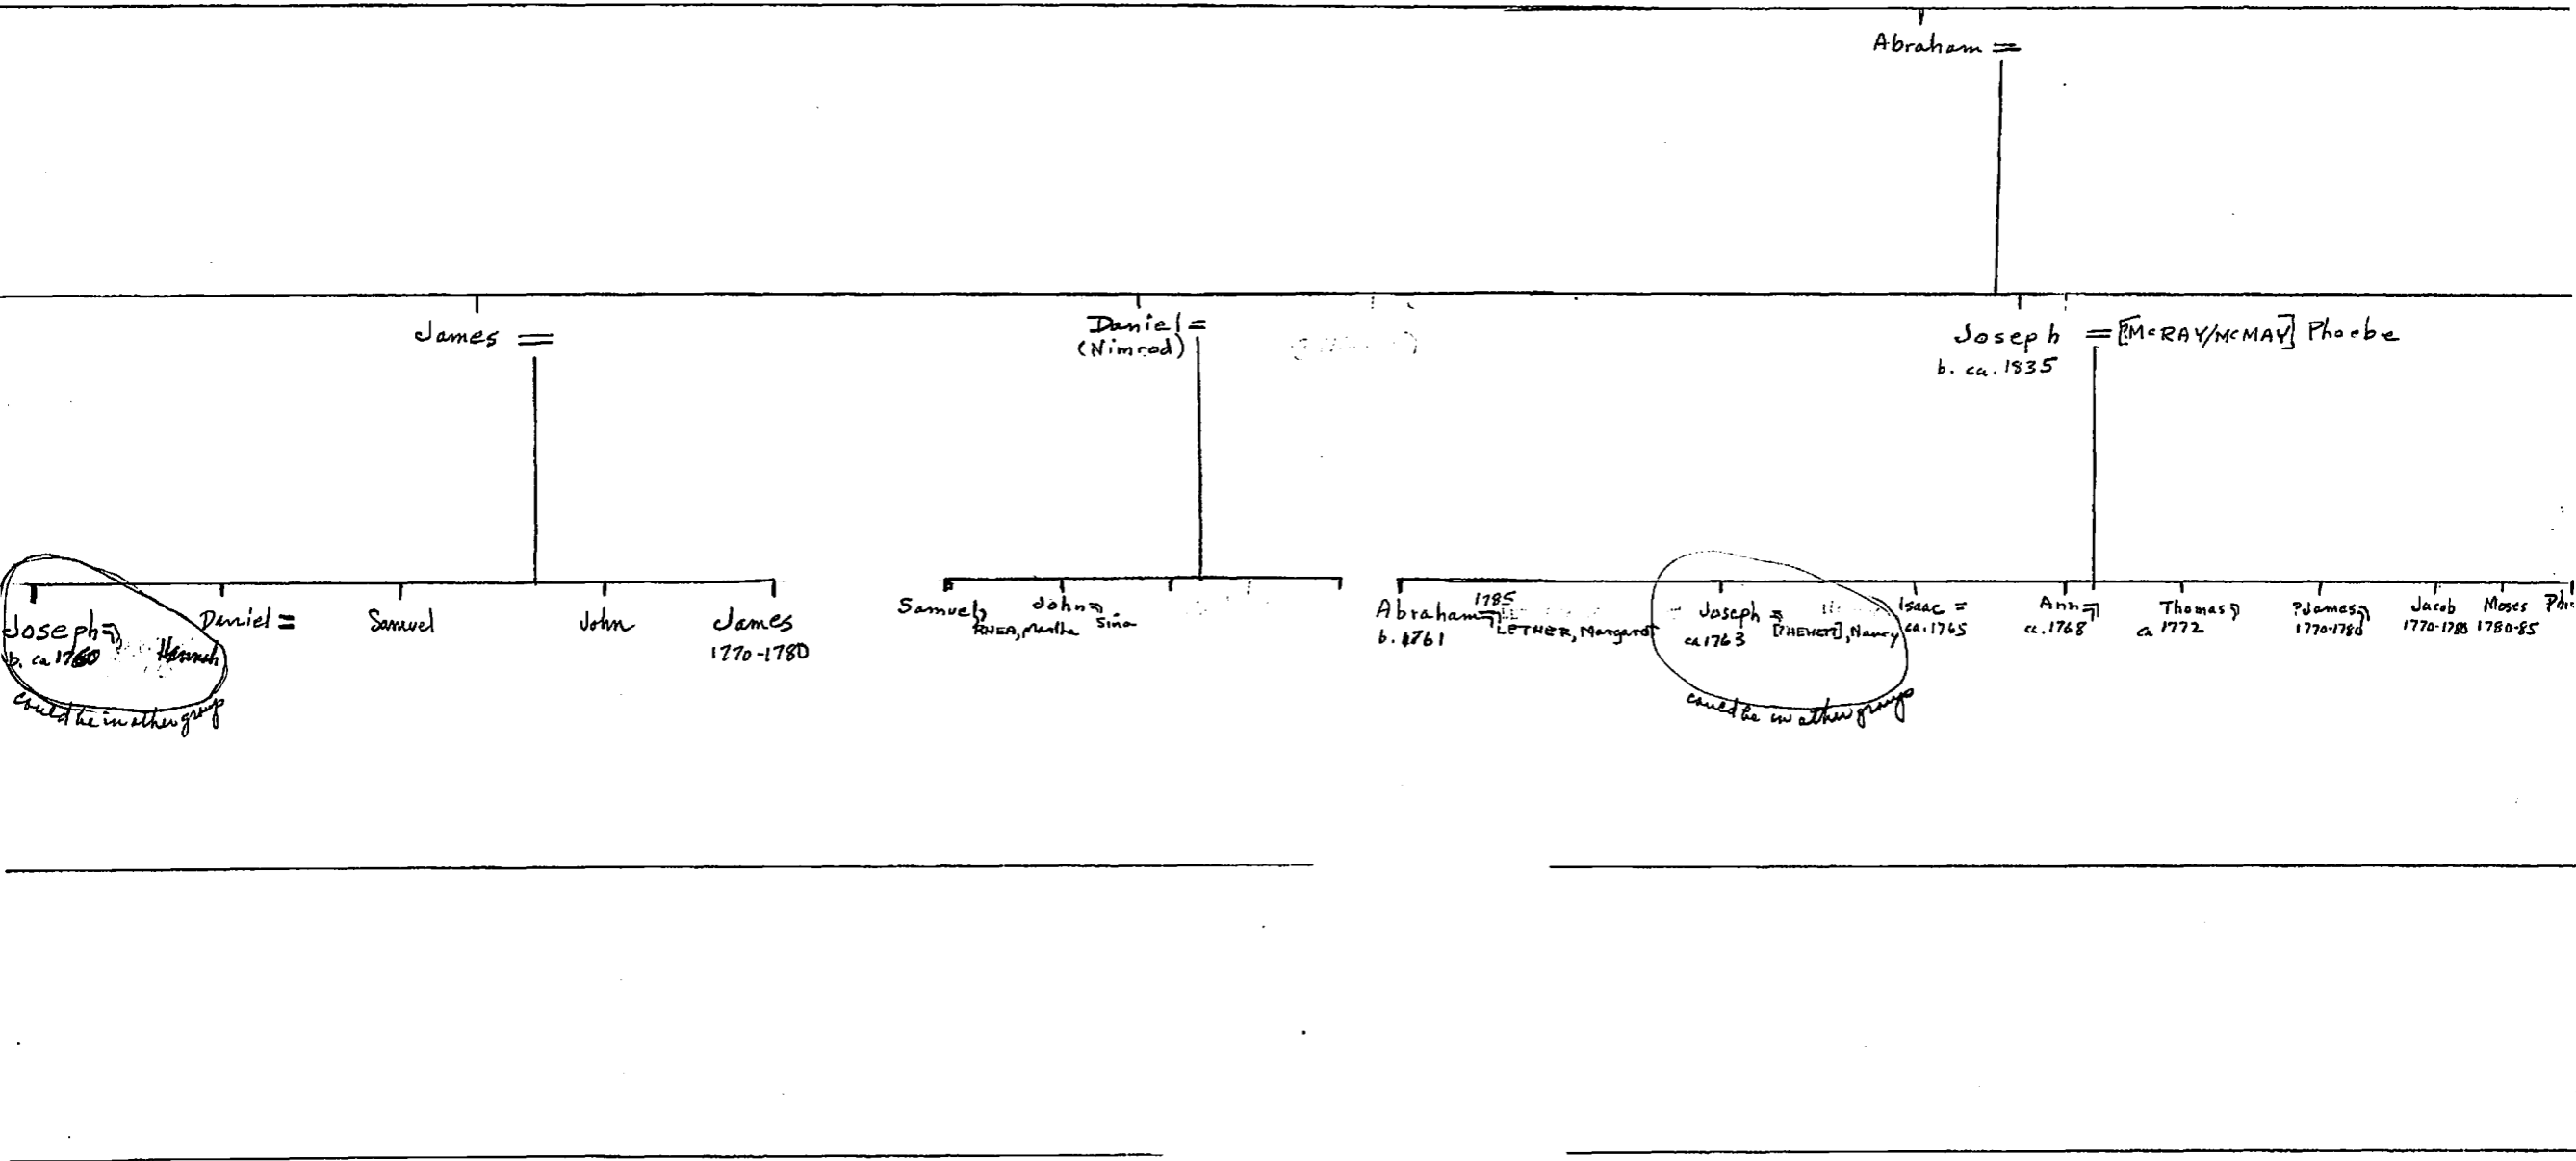 Abraham =
James =
Daniel =
(Nimrod)
Joseph = [McRAY/McMAY] Phoebe
b. ca. 1835
Joseph = Hannah
b. ca 1760
could be in other group
Daniel =
Samuel
John
James
1770-1780
Samuel =
RHEA, Martha
John =
Sina
Abraham = 1785
b. 1761 LETHER, Margaret
Joseph =
ca 1763 Nancy
could be in other group
Isaac =
ca. 1765
Ann =
ca. 1768
Thomas =
ca 1772
?James =
1770-1780
Jacob
1770-1780
Moses
1780-85